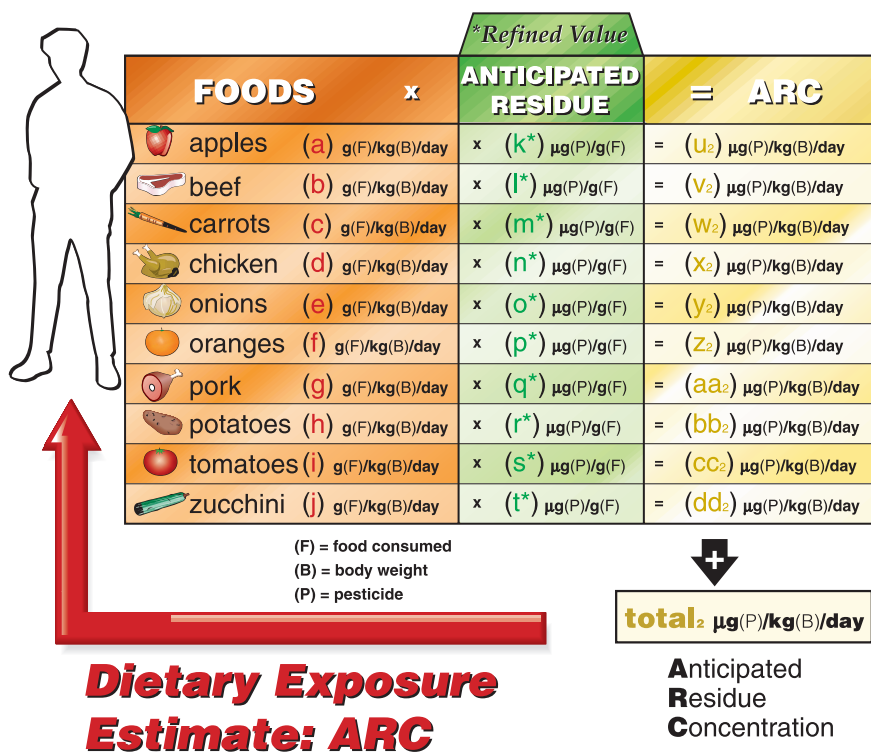 *Refined Value
FOODS x ANTICIPATED RESIDUE = ARC
apples (a) g(F)/kg(B)/day x (k*) µg(P)/g(F) = (u₂) µg(P)/kg(B)/day
beef (b) g(F)/kg(B)/day x (l*) µg(P)/g(F) = (v₂) µg(P)/kg(B)/day
carrots (c) g(F)/kg(B)/day x (m*) µg(P)/g(F) = (w₂) µg(P)/kg(B)/day
chicken (d) g(F)/kg(B)/day x (n*) µg(P)/g(F) = (x₂) µg(P)/kg(B)/day
onions (e) g(F)/kg(B)/day x (o*) µg(P)/g(F) = (y₂) µg(P)/kg(B)/day
oranges (f) g(F)/kg(B)/day x (p*) µg(P)/g(F) = (z₂) µg(P)/kg(B)/day
pork (g) g(F)/kg(B)/day x (q*) µg(P)/g(F) = (aa₂) µg(P)/kg(B)/day
potatoes (h) g(F)/kg(B)/day x (r*) µg(P)/g(F) = (bb₂) µg(P)/kg(B)/day
tomatoes (i) g(F)/kg(B)/day x (s*) µg(P)/g(F) = (cc₂) µg(P)/kg(B)/day
zucchini (j) g(F)/kg(B)/day x (t*) µg(P)/g(F) = (dd₂) µg(P)/kg(B)/day
(F) = food consumed
(B) = body weight
(P) = pesticide
+
total₂ µg(P)/kg(B)/day
Anticipated
Residue
Concentration
Dietary Exposure
Estimate: ARC